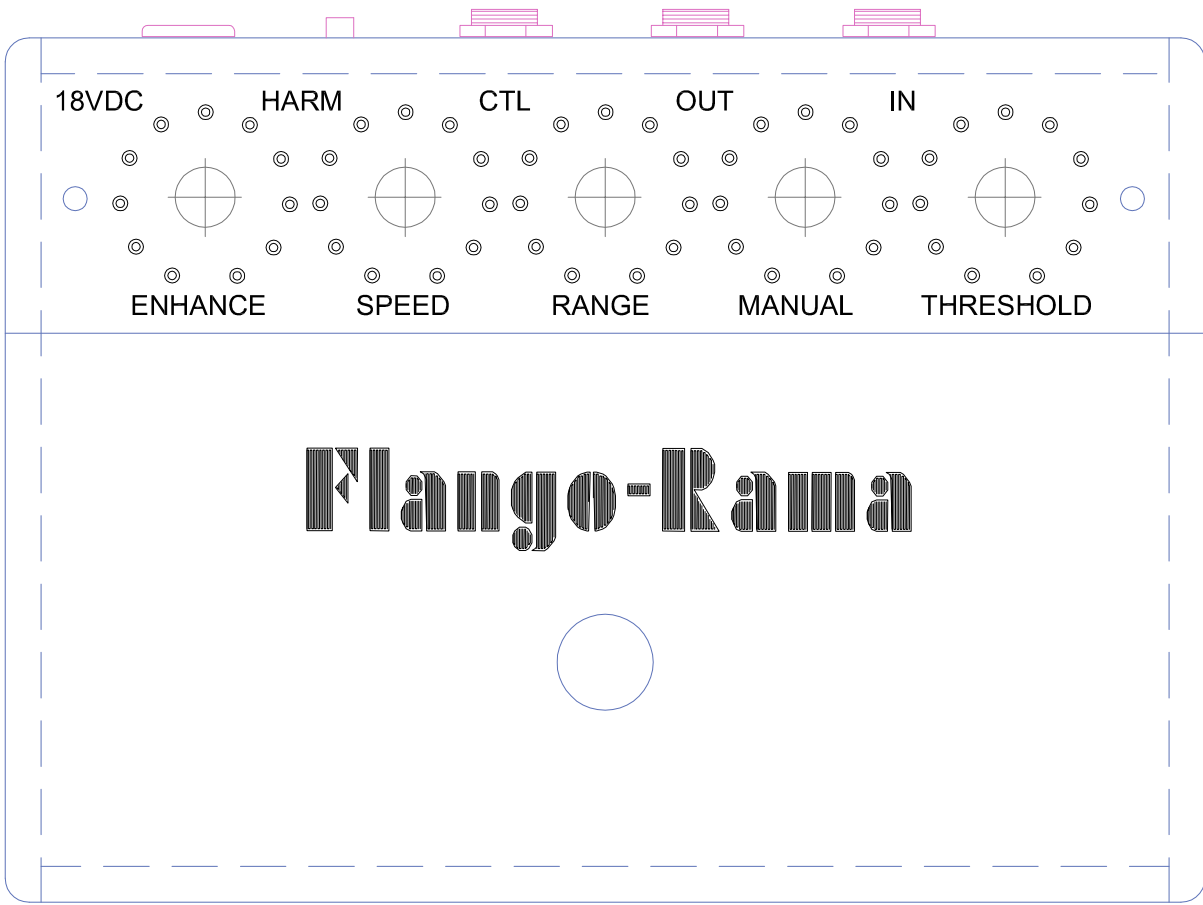 18VDC HARM CTL OUT IN
ENHANCE SPEED RANGE MANUAL THRESHOLD
Flango-Rama